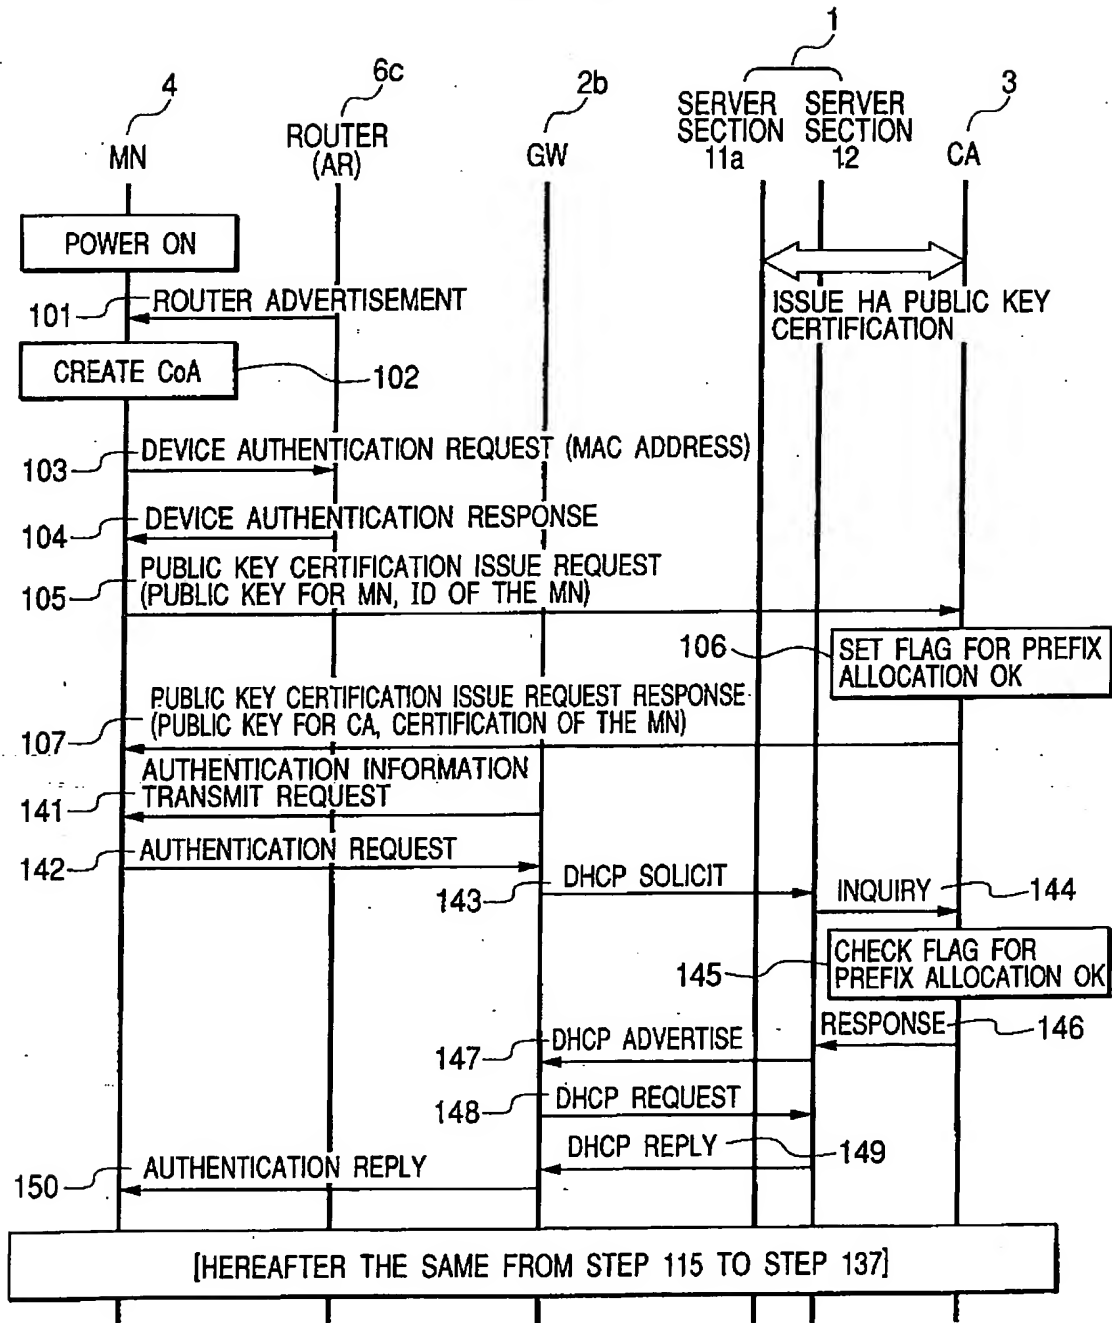 1
4
6c
2b
3
MN
ROUTER
(AR)
GW
SERVER
SECTION
11a
SERVER
SECTION
12
CA
POWER ON
ISSUE HA PUBLIC KEY
CERTIFICATION
101
ROUTER ADVERTISEMENT
CREATE CoA
102
103
DEVICE AUTHENTICATION REQUEST (MAC ADDRESS)
104
DEVICE AUTHENTICATION RESPONSE
105
PUBLIC KEY CERTIFICATION ISSUE REQUEST
(PUBLIC KEY FOR MN, ID OF THE MN)
106
SET FLAG FOR PREFIX
ALLOCATION OK
107
PUBLIC KEY CERTIFICATION ISSUE REQUEST RESPONSE
(PUBLIC KEY FOR CA, CERTIFICATION OF THE MN)
141
AUTHENTICATION INFORMATION
TRANSMIT REQUEST
142
AUTHENTICATION REQUEST
143
DHCP SOLICIT
INQUIRY
144
145
CHECK FLAG FOR
PREFIX ALLOCATION OK
RESPONSE
146
147
DHCP ADVERTISE
148
DHCP REQUEST
DHCP REPLY
149
150
AUTHENTICATION REPLY
[HEREAFTER THE SAME FROM STEP 115 TO STEP 137]